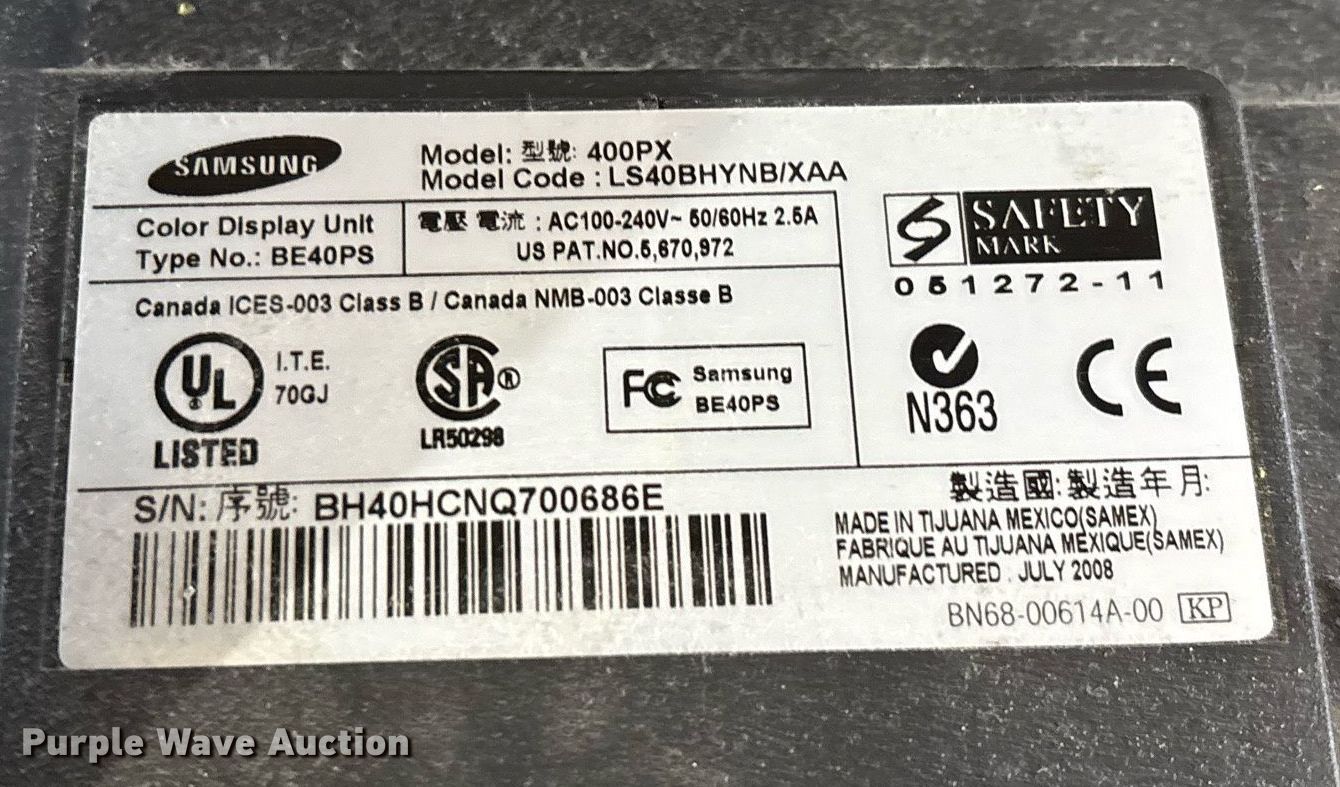 SAMSUNG
Model: 型號: 400PX
Model Code : LS40BHYNB/XAA
Color Display Unit
Type No.: BE40PS
電壓 電流 : AC100-240V~ 50/60Hz 2.5A
US PAT.NO.5,670,972
SAFETY
MARK
051272-11
Canada ICES-003 Class B / Canada NMB-003 Classe B
UL
LISTED
I.T.E.
70GJ
SA®
LR50298
FC
Samsung
BE40PS
N363
CE
S/N: 序號: BH40HCNQ700686E
製造國:製造年月:
MADE IN TIJUANA MEXICO(SAMEX)
FABRIQUE AU TIJUANA MEXIQUE(SAMEX)
MANUFACTURED : JULY 2008
BN68-00614A-00 KP
Purple Wave Auction